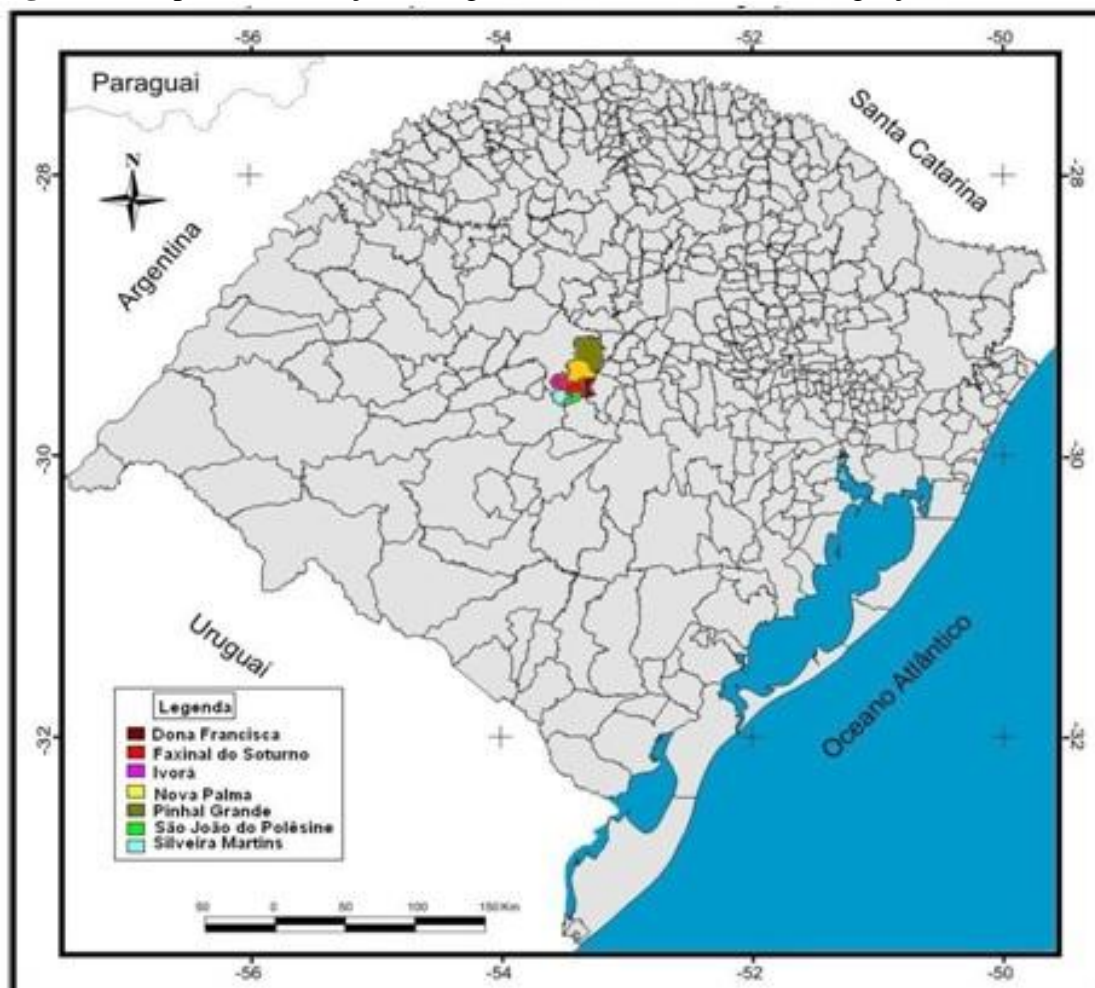 -56 -54 -52 -50
Paraguai
Santa Catarina
N
-28 -28
Argentina
-30 -30
Uruguai
Oceano Atlântico
Legenda
Dona Francisca
Faxinal do Soturno
Ivorá
Nova Palma
Pinhal Grande
São João do Polêsine
Silveira Martins
-32 -32
50 0 50 100 150 Km
-56 -54 -52 -50